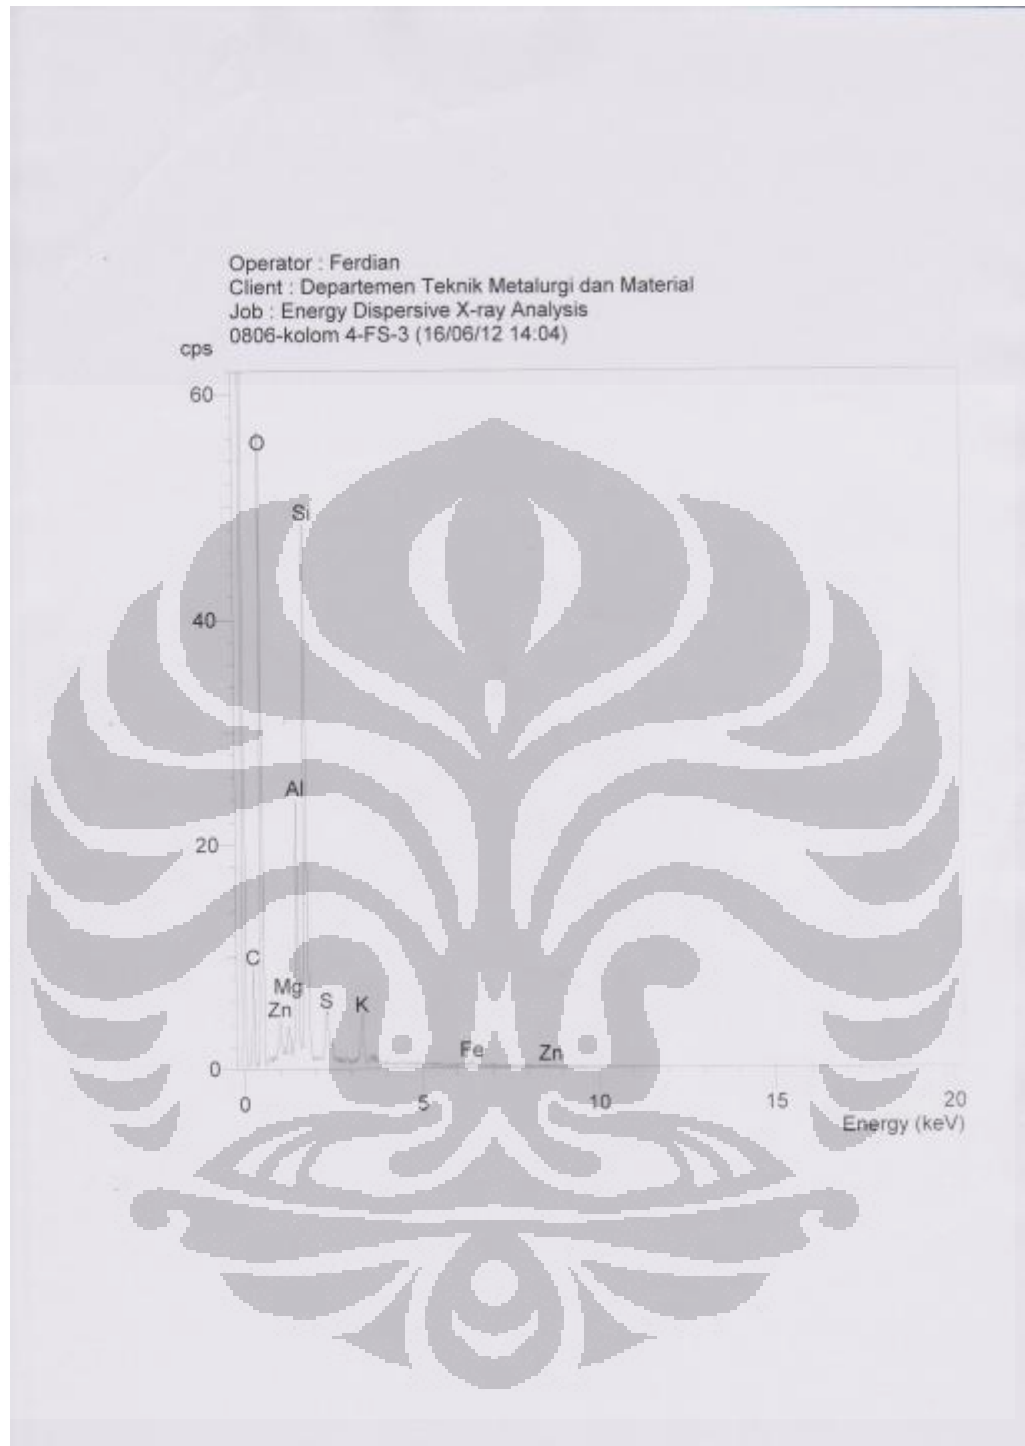 Operator : Ferdian
Client : Departemen Teknik Metalurgi dan Material
Job : Energy Dispersive X-ray Analysis
0806-kolom 4-FS-3 (16/06/12 14:04)
cps
60
O
Si
40
Al
20
C
Mg
Zn
S
K
Fe
Zn
0
0
5
10
15
20
Energy (keV)